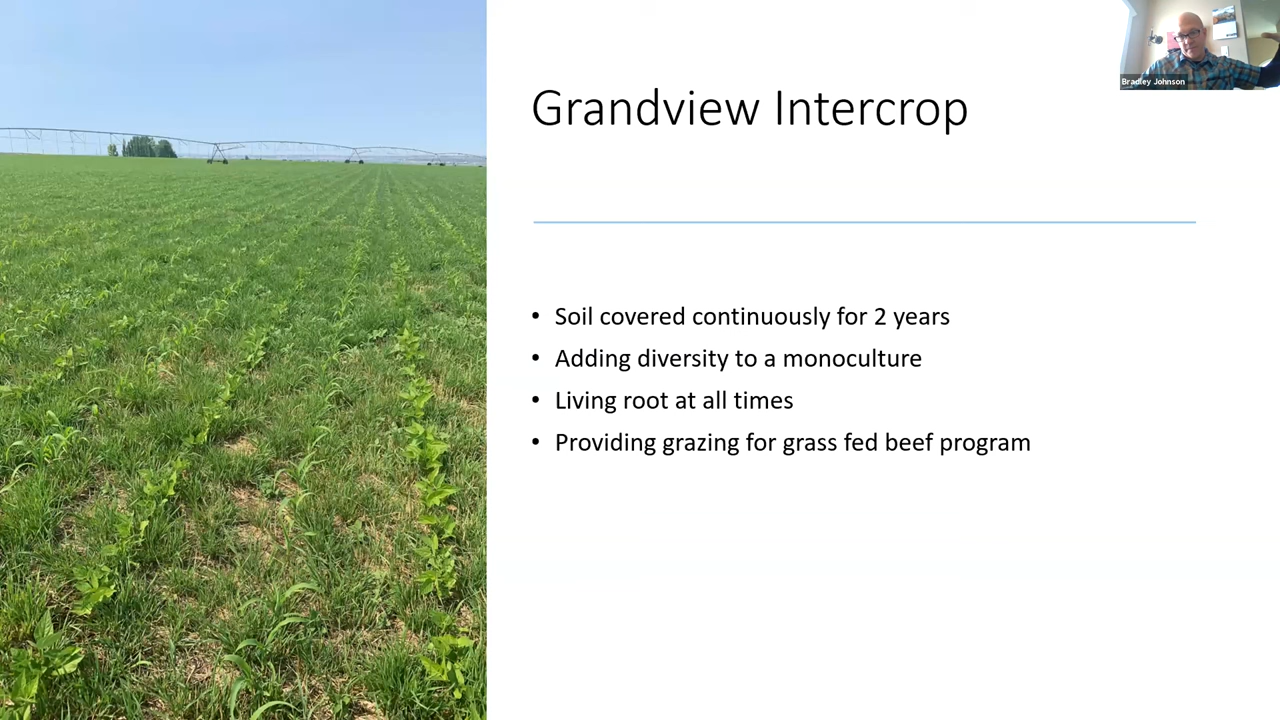 Bradley Johnson
Grandview Intercrop
• Soil covered continuously for 2 years
• Adding diversity to a monoculture
• Living root at all times
• Providing grazing for grass fed beef program